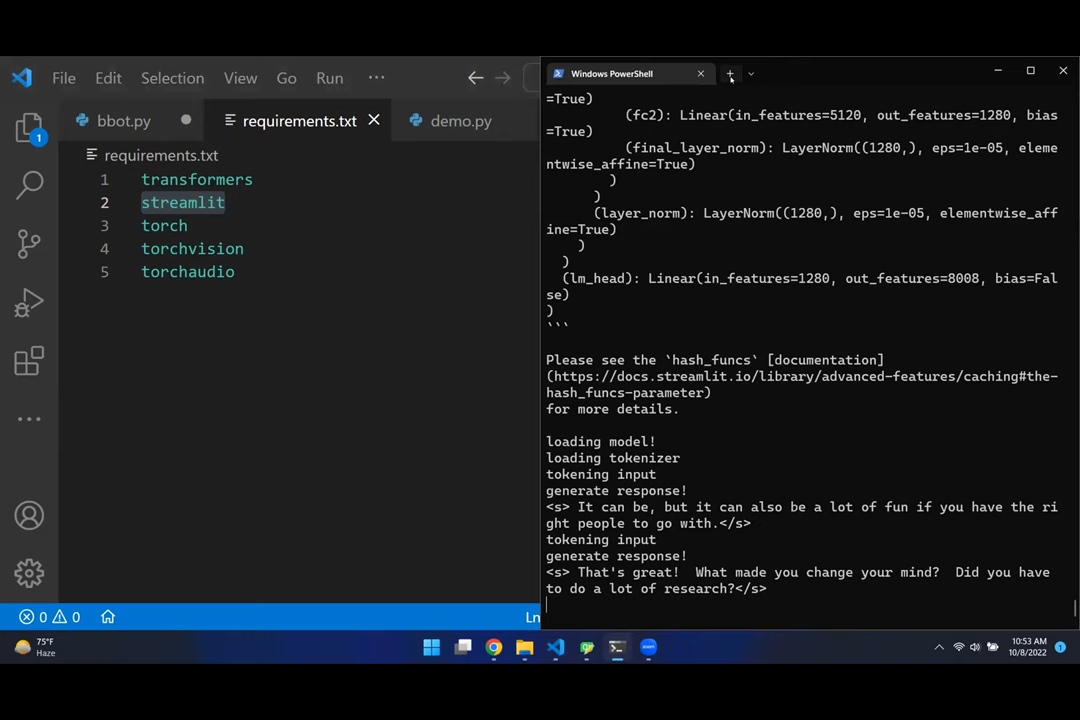 File Edit Selection View Go Run ···
bbot.py
requirements.txt
demo.py
requirements.txt
1 transformers
2 streamlit
3 torch
4 torchvision
5 torchaudio
1
0 0
Ln
Windows PowerShell
=True)
(fc2): Linear(in_features=5120, out_features=1280, bias
=True)
(final_layer_norm): LayerNorm((1280,), eps=1e-05, eleme
ntwise_affine=True)
)
)
(layer_norm): LayerNorm((1280,), eps=1e-05, elementwise_aff
ine=True)
)
)
(lm_head): Linear(in_features=1280, out_features=8008, bias=Fal
se)
)
```
Please see the `hash_funcs` [documentation]
(https://docs.streamlit.io/library/advanced-features/caching#the-
hash_funcs-parameter)
for more details.
loading model!
loading tokenizer
tokening input
generate response!
<s> It can be, but it can also be a lot of fun if you have the ri
ght people to go with.</s>
tokening input
generate response!
<s> That's great!  What made you change your mind?  Did you have
to do a lot of research?</s>
75°F
Haze
zoom
10:53 AM
10/8/2022
1